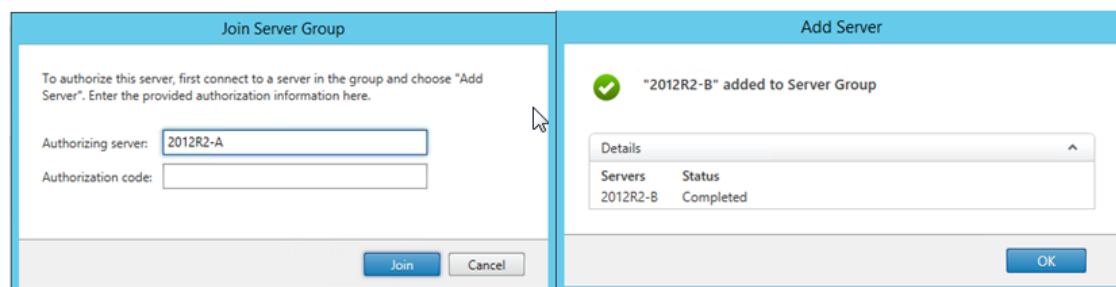 Join Server Group
To authorize this server, first connect to a server in the group and choose "Add
Server". Enter the provided authorization information here.
Authorizing server: 2012R2-A
Authorization code:
Join Cancel
Add Server
"2012R2-B" added to Server Group
Details
Servers Status
2012R2-B Completed
OK